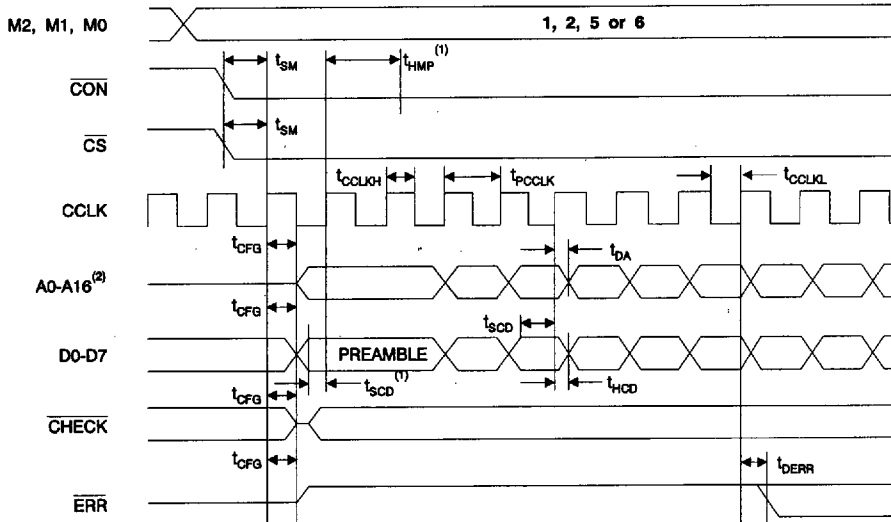 M2, M1, M0 1, 2, 5 or 6
tSM tHMP(1)
CON
tSM
CS
tCCLKH tPCCLK tCCLKL
CCLK
tCFG tDA
A0-A16(2)
tCFG tSCD
D0-D7 PREAMBLE
tSCD(1) tHCD
tCFG
CHECK
tCFG tDERR
ERR